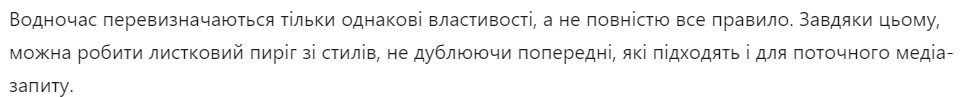 Водночас перевизначаються тільки однакові властивості, а не повністю все правило. Завдяки цьому,
можна робити листковий пиріг зі стилів, не дублюючи попередні, які підходять і для поточного медіа-
запиту.